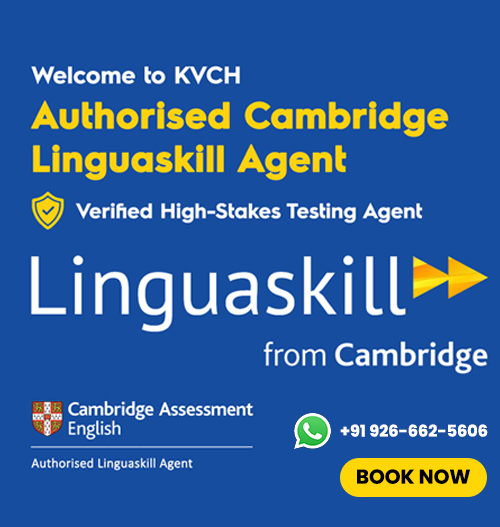 Welcome to KVCH
Authorised Cambridge
Linguaskill Agent
Verified High-Stakes Testing Agent
Linguaskill
from Cambridge
Cambridge Assessment
English
Authorised Linguaskill Agent
+91 926-662-5606
BOOK NOW